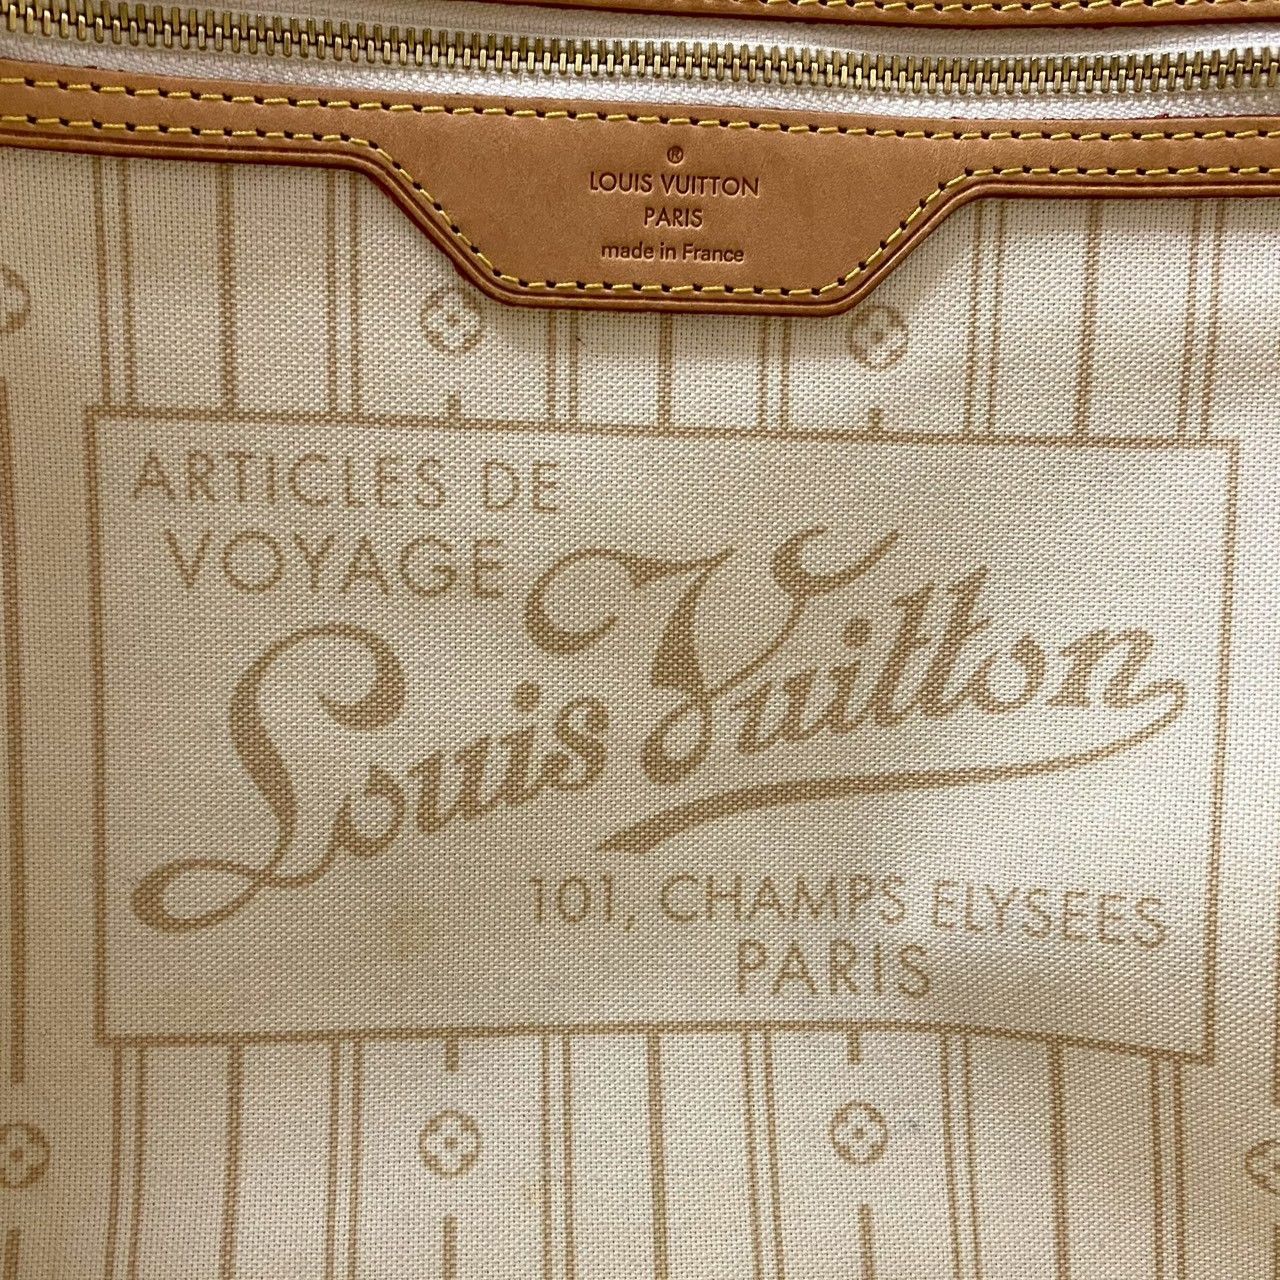 ®
LOUIS VUITTON
PARIS
made in France
ARTICLES DE
VOYAGE
Louis Vuitton
101, CHAMPS ELYSEES
PARIS